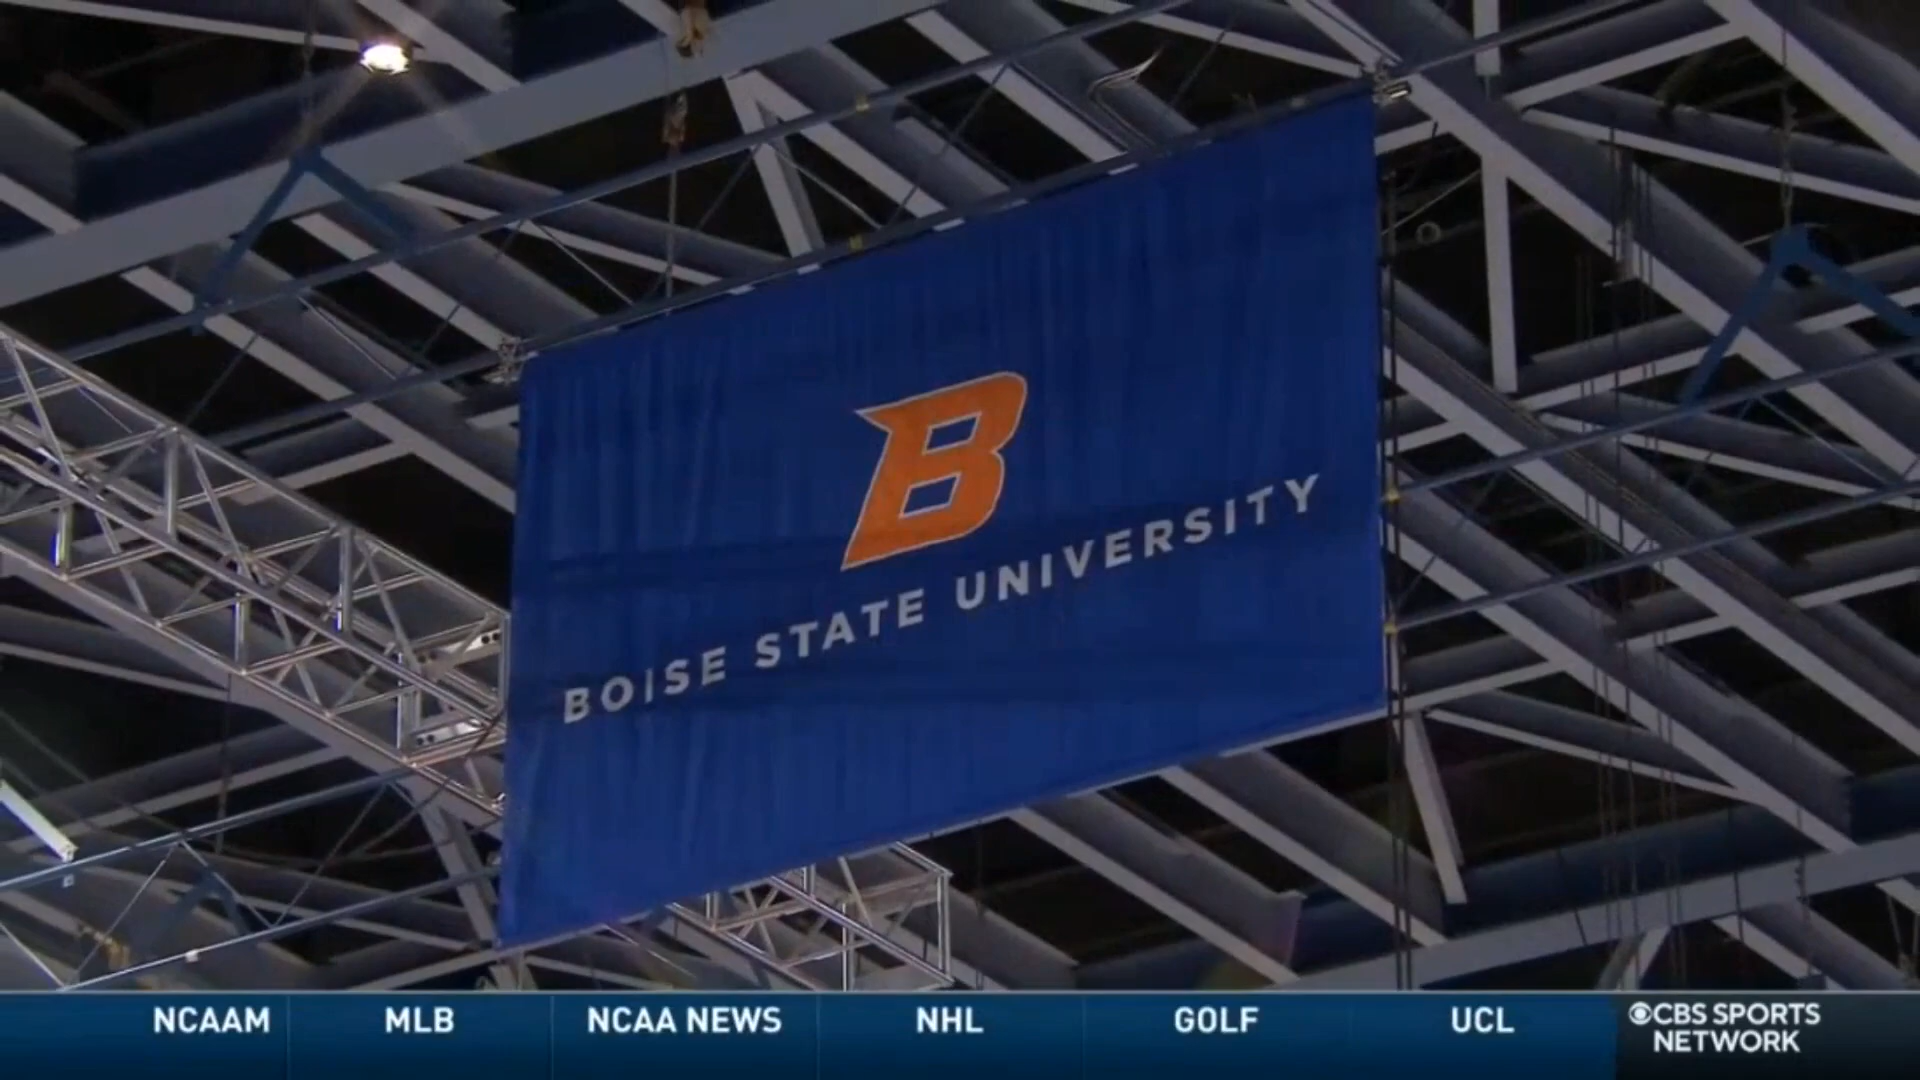 B
BOISE STATE UNIVERSITY
NCAAM
MLB
NCAA NEWS
NHL
GOLF
UCL
CBS SPORTS
NETWORK